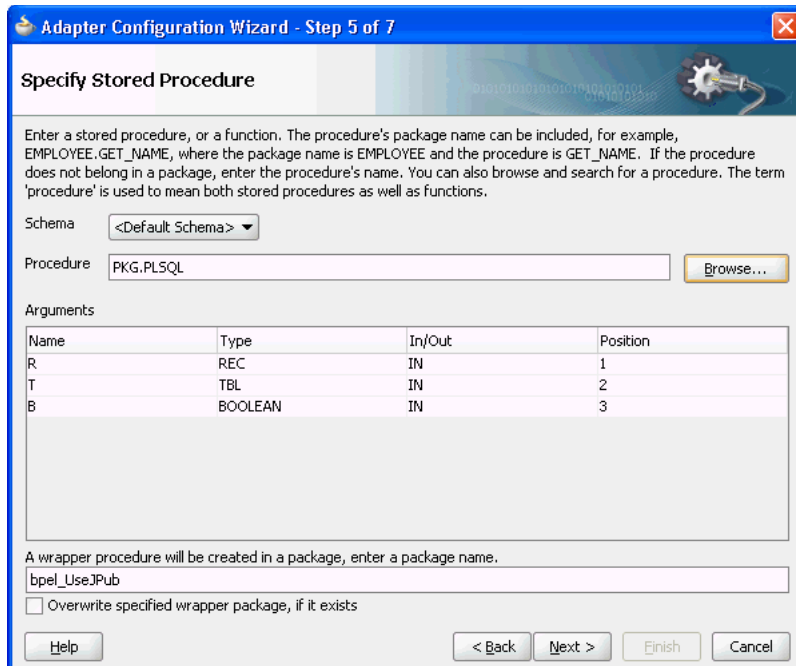 Adapter Configuration Wizard - Step 5 of 7
Specify Stored Procedure
Enter a stored procedure, or a function. The procedure's package name can be included, for example,
EMPLOYEE.GET_NAME, where the package name is EMPLOYEE and the procedure is GET_NAME. If the procedure
does not belong in a package, enter the procedure's name. You can also browse and search for a procedure. The term
'procedure' is used to mean both stored procedures as well as functions.
Schema <Default Schema>
Procedure PKG.PLSQL Browse...
Arguments
Name Type In/Out Position
R REC IN 1
T TBL IN 2
B BOOLEAN IN 3
A wrapper procedure will be created in a package, enter a package name.
bpel_UseJPub
Overwrite specified wrapper package, if it exists
Help < Back Next > Finish Cancel